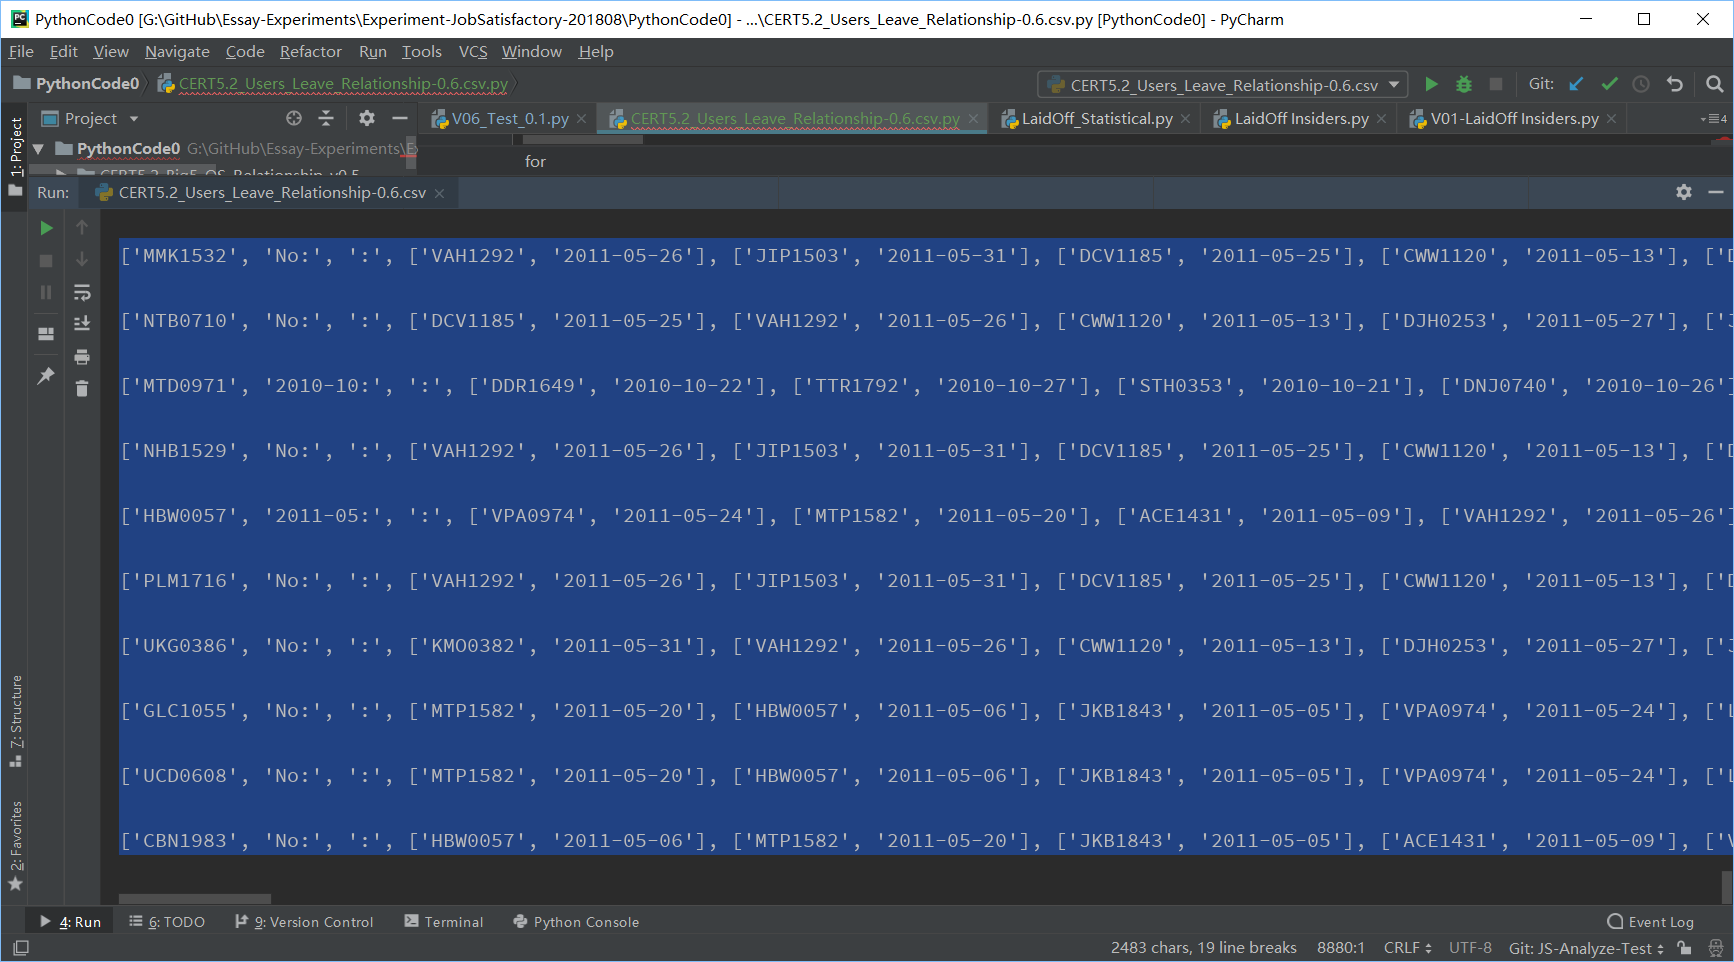 PythonCode0 [G:\GitHub\Essay-Experiments\Experiment-JobSatisfactory-201808\PythonCode0] - ...\CERT5.2_Users_Leave_Relationship-0.6.csv.py [PythonCode0] - PyCharm
File Edit View Navigate Code Refactor Run Tools VCS Window Help
PythonCode0 CERT5.2_Users_Leave_Relationship-0.6.csv.py CERT5.2_Users_Leave_Relationship-0.6.csv Git:
1: Project Project V06_Test_0.1.py CERT5.2_Users_Leave_Relationship-0.6.csv.py LaidOff_Statistical.py LaidOff Insiders.py V01-LaidOff Insiders.py 4
PythonCode0 G:\GitHub\Essay-Experiments\Ex
for
Run: CERT5.2_Users_Leave_Relationship-0.6.csv
['MMK1532', 'No:', ':', ['VAH1292', '2011-05-26'], ['JIP1503', '2011-05-31'], ['DCV1185', '2011-05-25'], ['CWW1120', '2011-05-13'], ['D
['NTB0710', 'No:', ':', ['DCV1185', '2011-05-25'], ['VAH1292', '2011-05-26'], ['CWW1120', '2011-05-13'], ['DJH0253', '2011-05-27'], ['J
['MTD0971', '2010-10:', ':', ['DDR1649', '2010-10-22'], ['TTR1792', '2010-10-27'], ['STH0353', '2010-10-21'], ['DNJ0740', '2010-10-26']
['NHB1529', 'No:', ':', ['VAH1292', '2011-05-26'], ['JIP1503', '2011-05-31'], ['DCV1185', '2011-05-25'], ['CWW1120', '2011-05-13'], ['D
['HBW0057', '2011-05:', ':', ['VPA0974', '2011-05-24'], ['MTP1582', '2011-05-20'], ['ACE1431', '2011-05-09'], ['VAH1292', '2011-05-26']
['PLM1716', 'No:', ':', ['VAH1292', '2011-05-26'], ['JIP1503', '2011-05-31'], ['DCV1185', '2011-05-25'], ['CWW1120', '2011-05-13'], ['D
['UKG0386', 'No:', ':', ['KMO0382', '2011-05-31'], ['VAH1292', '2011-05-26'], ['CWW1120', '2011-05-13'], ['DJH0253', '2011-05-27'], ['J
['GLC1055', 'No:', ':', ['MTP1582', '2011-05-20'], ['HBW0057', '2011-05-06'], ['JKB1843', '2011-05-05'], ['VPA0974', '2011-05-24'], ['L
['UCD0608', 'No:', ':', ['MTP1582', '2011-05-20'], ['HBW0057', '2011-05-06'], ['JKB1843', '2011-05-05'], ['VPA0974', '2011-05-24'], ['L
['CBN1983', 'No:', ':', ['HBW0057', '2011-05-06'], ['MTP1582', '2011-05-20'], ['JKB1843', '2011-05-05'], ['ACE1431', '2011-05-09'], ['V
7: Structure
2: Favorites
4: Run 6: TODO 9: Version Control Terminal Python Console Event Log
2483 chars, 19 line breaks 8880:1 CRLF UTF-8 Git: JS-Analyze-Test